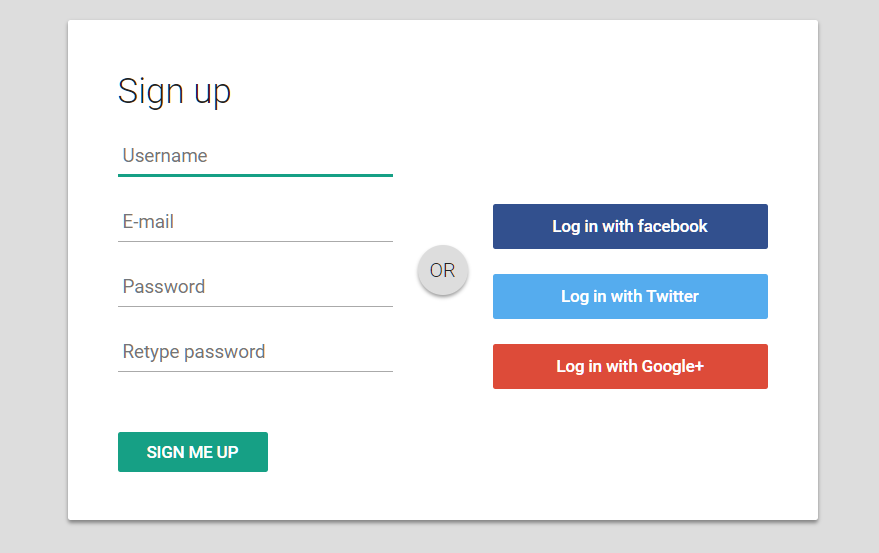 Sign up
Username
E-mail
Password
Retype password
SIGN ME UP
OR
Log in with facebook
Log in with Twitter
Log in with Google+